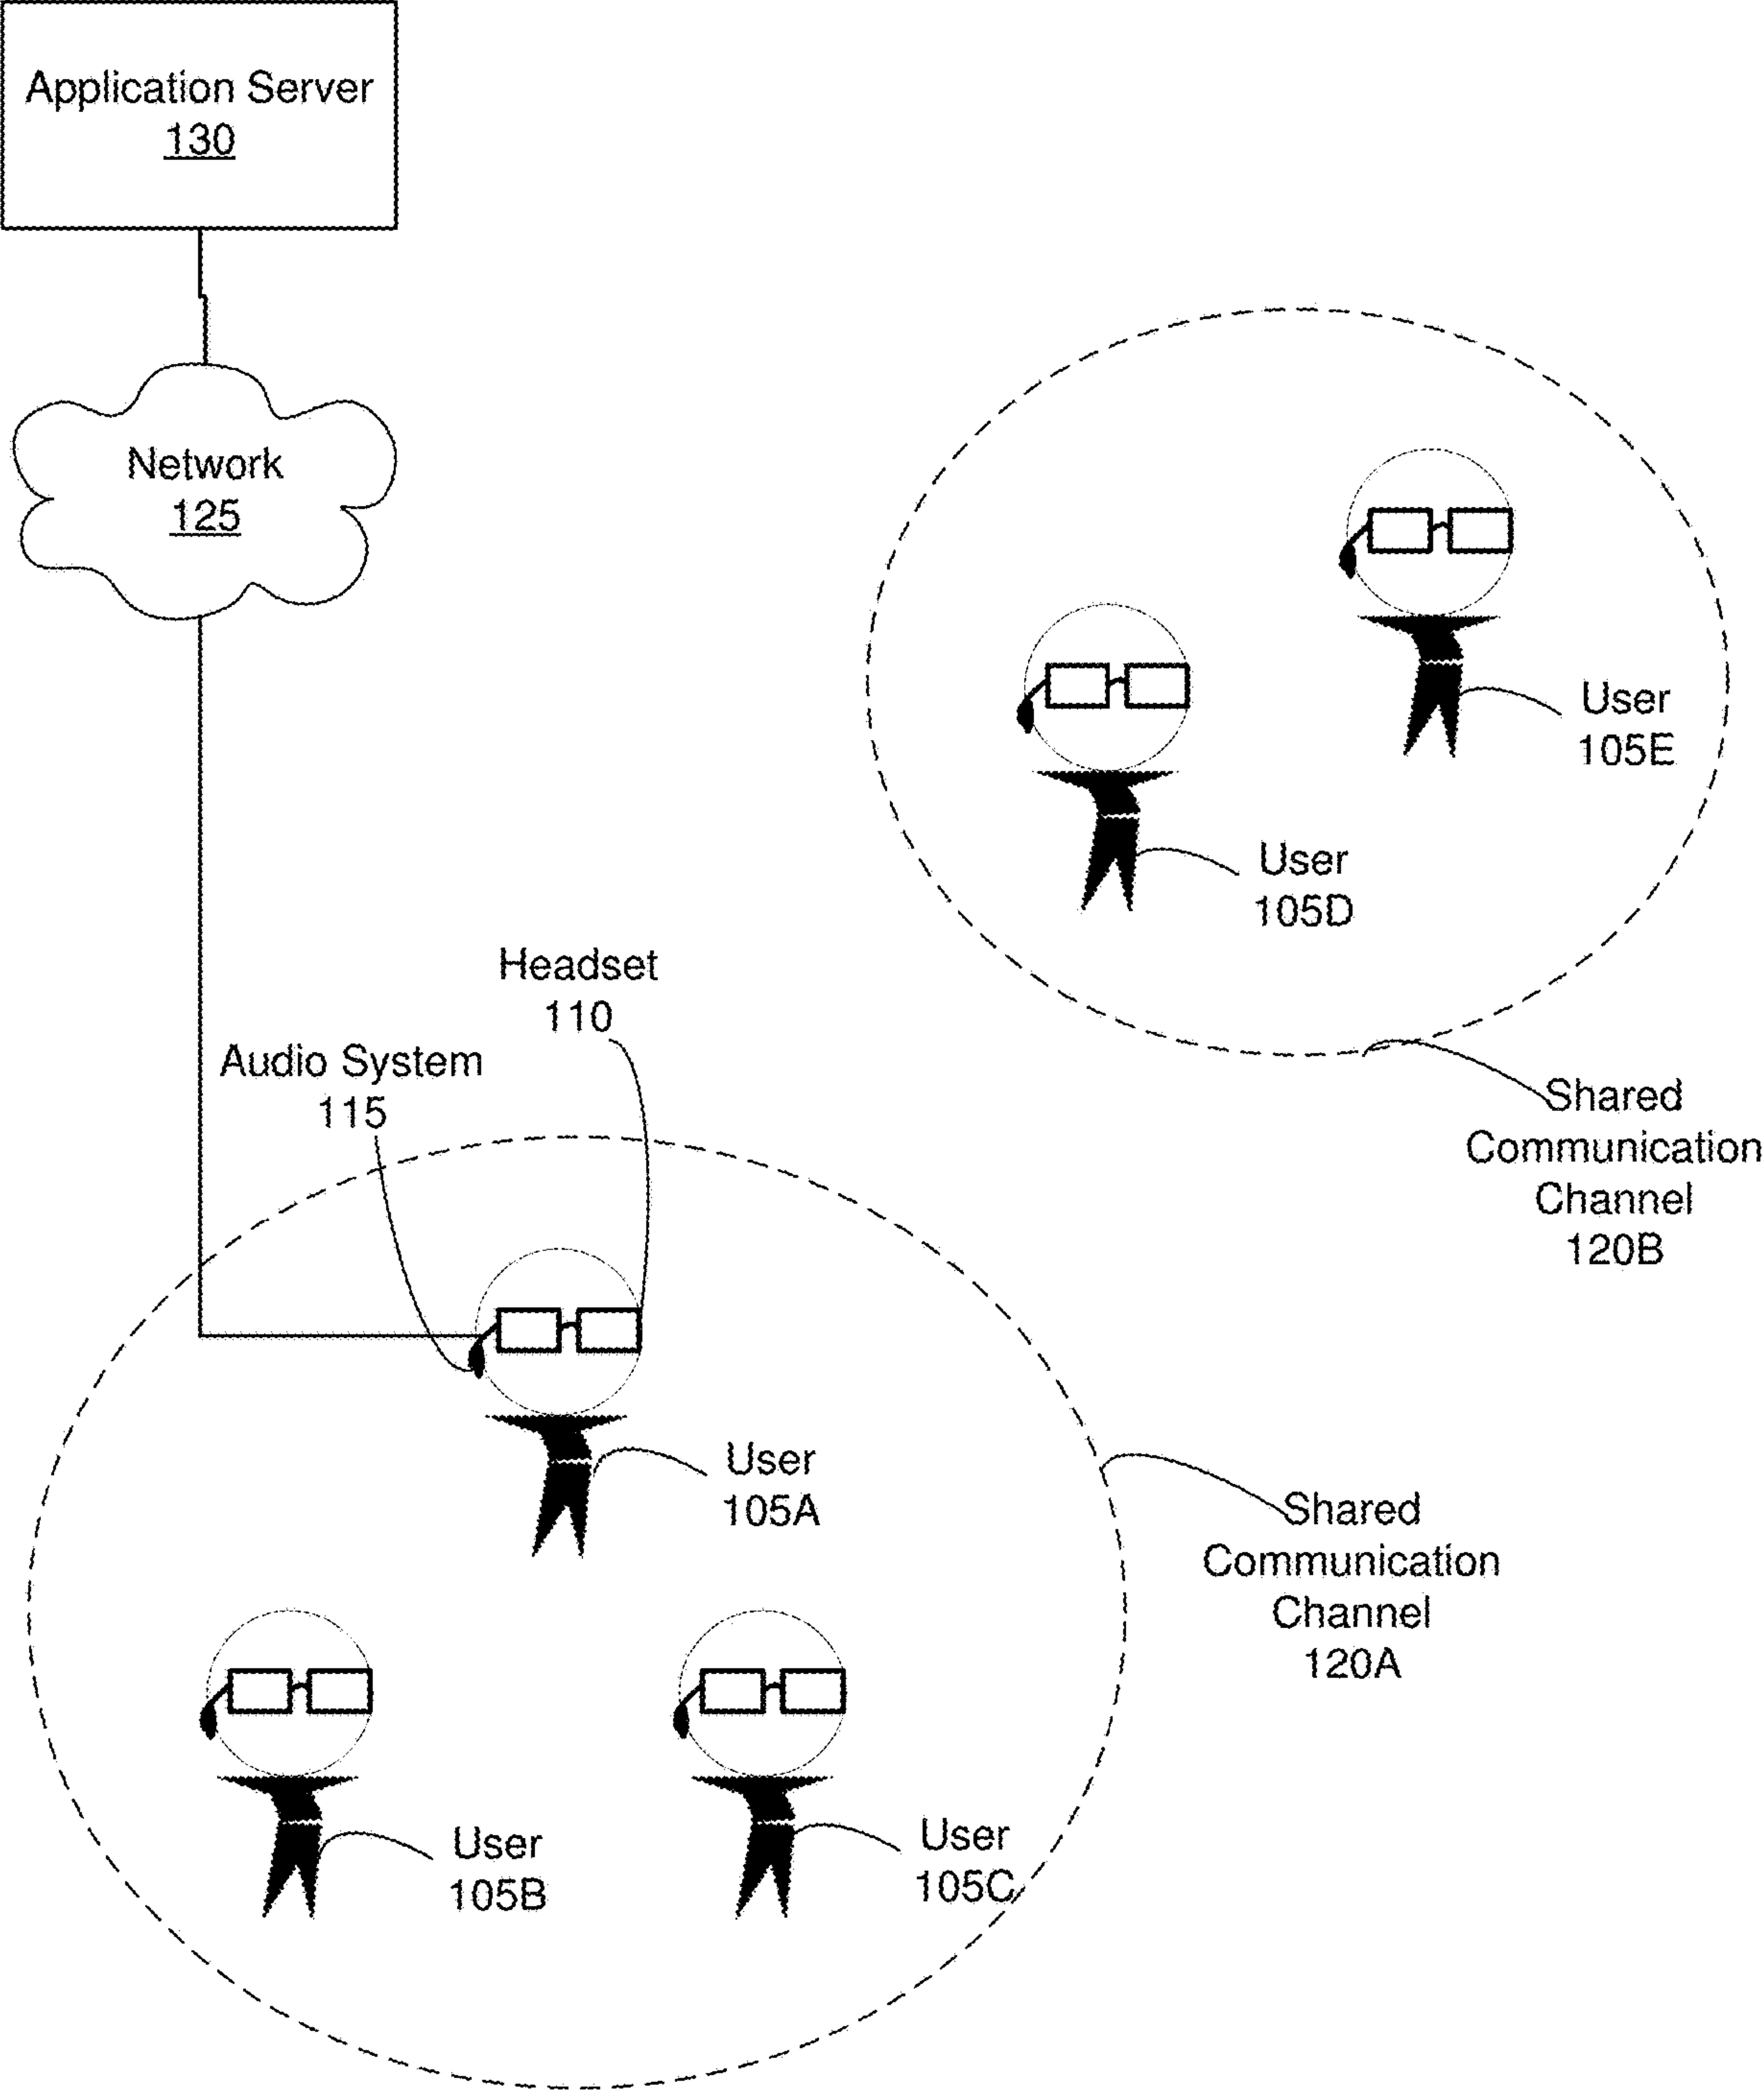 Application Server
130
Network
125
User
105E
User
105D
Headset
110
Audio System
115
Shared
Communication
Channel
120B
User
105A
Shared
Communication
Channel
120A
User
105B
User
105C